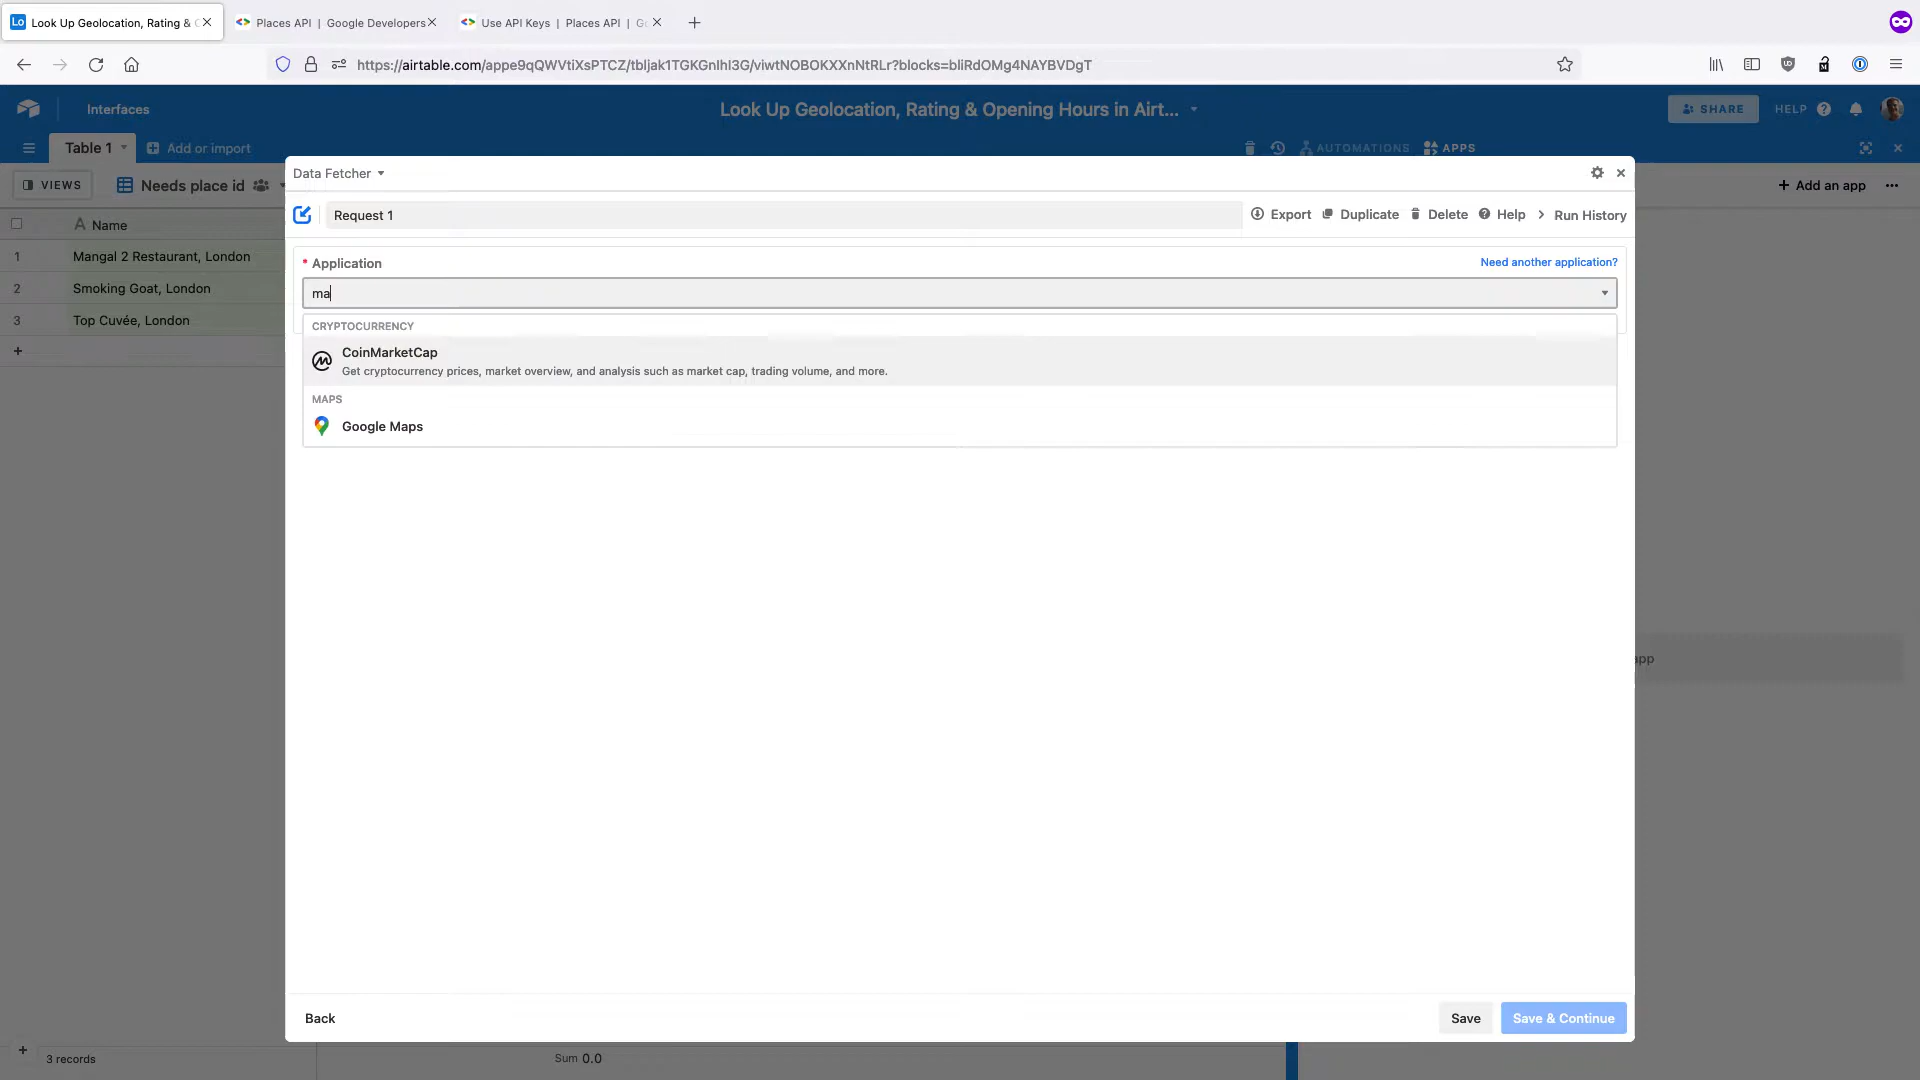 Look Up Geolocation, Rating &
Places API | Google Developers
Use API Keys | Places API |
https://airtable.com/appe9qQWVtiXsPTCZ/tbljak1TGKGnIhI3G/viwtNOBOKXXnNtRLr?blocks=bliRdOMg4NAYBVDgT
Interfaces
Look Up Geolocation, Rating & Opening Hours in Airt...
SHARE
HELP
Table 1
Add or import
AUTOMATIONS
APPS
VIEWS
Needs place id
Add an app
Data Fetcher
Request 1
Export
Duplicate
Delete
Help
Run History
Name
1 Mangal 2 Restaurant, London
2 Smoking Goat, London
3 Top Cuvée, London
* Application
Need another application?
ma
CRYPTOCURRENCY
CoinMarketCap
Get cryptocurrency prices, market overview, and analysis such as market cap, trading volume, and more.
MAPS
Google Maps
app
Back
Save
Save & Continue
3 records
Sum 0.0